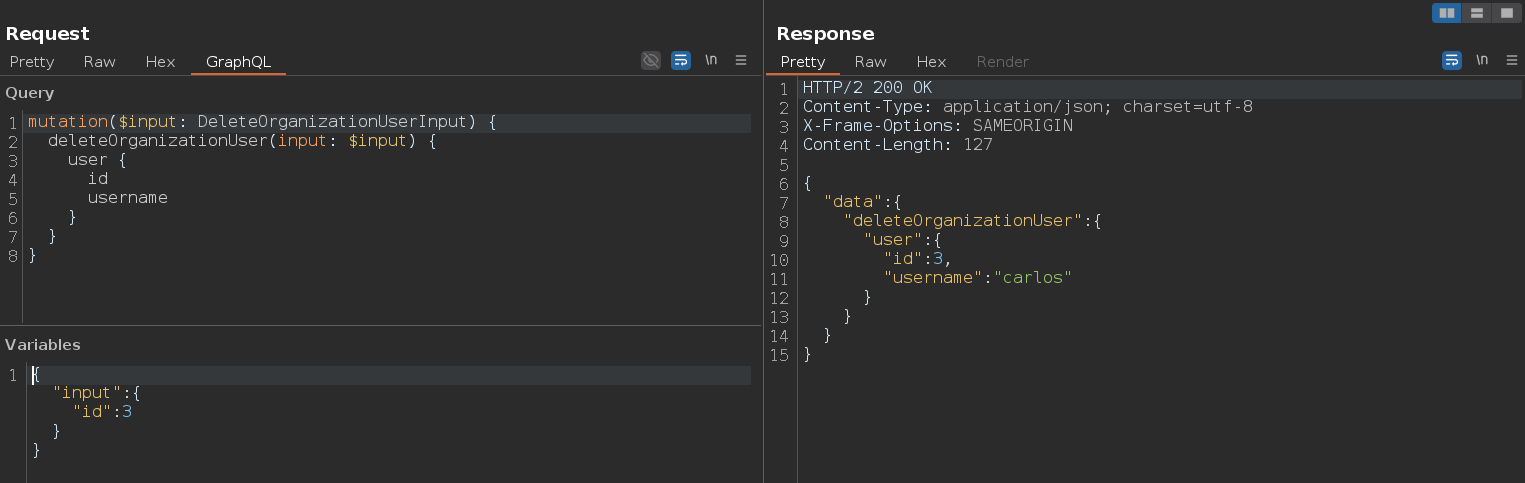 Request
Pretty Raw Hex GraphQL \n
Query
1 mutation($input: DeleteOrganizationUserInput) {
2 deleteOrganizationUser(input: $input) {
3 user {
4 id
5 username
6 }
7 }
8 }
Variables
1 {
"input":{
"id":3
}
}
Response
Pretty Raw Hex Render \n
1 HTTP/2 200 OK
2 Content-Type: application/json; charset=utf-8
3 X-Frame-Options: SAMEORIGIN
4 Content-Length: 127
5
6 {
7 "data":{
8 "deleteOrganizationUser":{
9 "user":{
10 "id":3,
11 "username":"carlos"
12 }
13 }
14 }
15 }